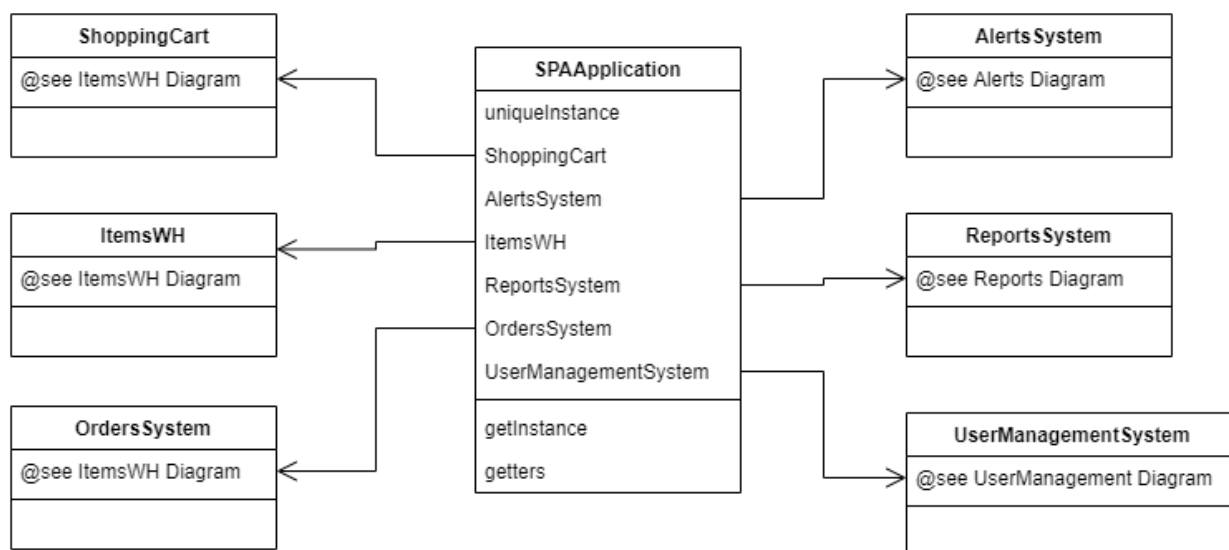 ShoppingCart
@see ItemsWH Diagram
ItemsWH
@see ItemsWH Diagram
OrdersSystem
@see ItemsWH Diagram
SPAApplication
uniqueInstance
ShoppingCart
AlertsSystem
ItemsWH
ReportsSystem
OrdersSystem
UserManagementSystem
getInstance
getters
AlertsSystem
@see Alerts Diagram
ReportsSystem
@see Reports Diagram
UserManagementSystem
@see UserManagement Diagram